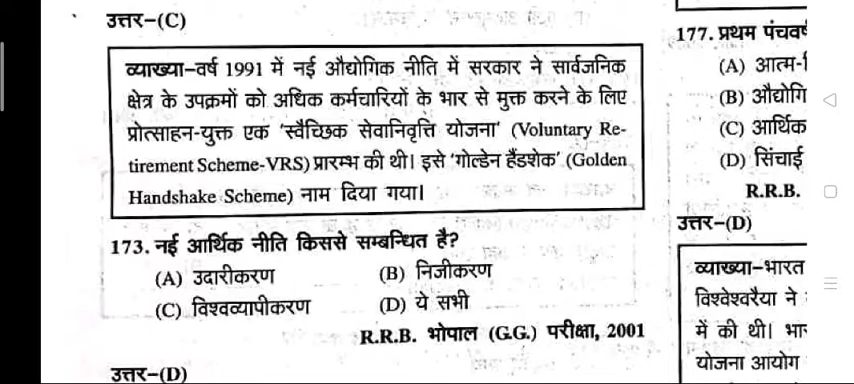 उत्तर–(C)
व्याख्या–वर्ष 1991 में नई औद्योगिक नीति में सरकार ने सार्वजनिक
क्षेत्र के उपक्रमों को अधिक कर्मचारियों के भार से मुक्त करने के लिए
प्रोत्साहन-युक्त एक 'स्वैच्छिक सेवानिवृत्ति योजना' (Voluntary Re-
tirement Scheme-VRS) प्रारम्भ की थी। इसे 'गोल्डेन हैंडशेक' (Golden
Handshake Scheme) नाम दिया गया।
173. नई आर्थिक नीति किससे सम्बन्धित है?
(A) उदारीकरण (B) निजीकरण
(C) विश्वव्यापीकरण (D) ये सभी
R.R.B. भोपाल (G.G.) परीक्षा, 2001
उत्तर–(D)
177. प्रथम
(A) आत्म-
(B)
(C) आर्थिक
(D) सिंचाई
R.R.B.
उत्तर–(D)
व्याख्या–भारत
विश्वेश्वरैया ने
में की थी।
योजना आयोग